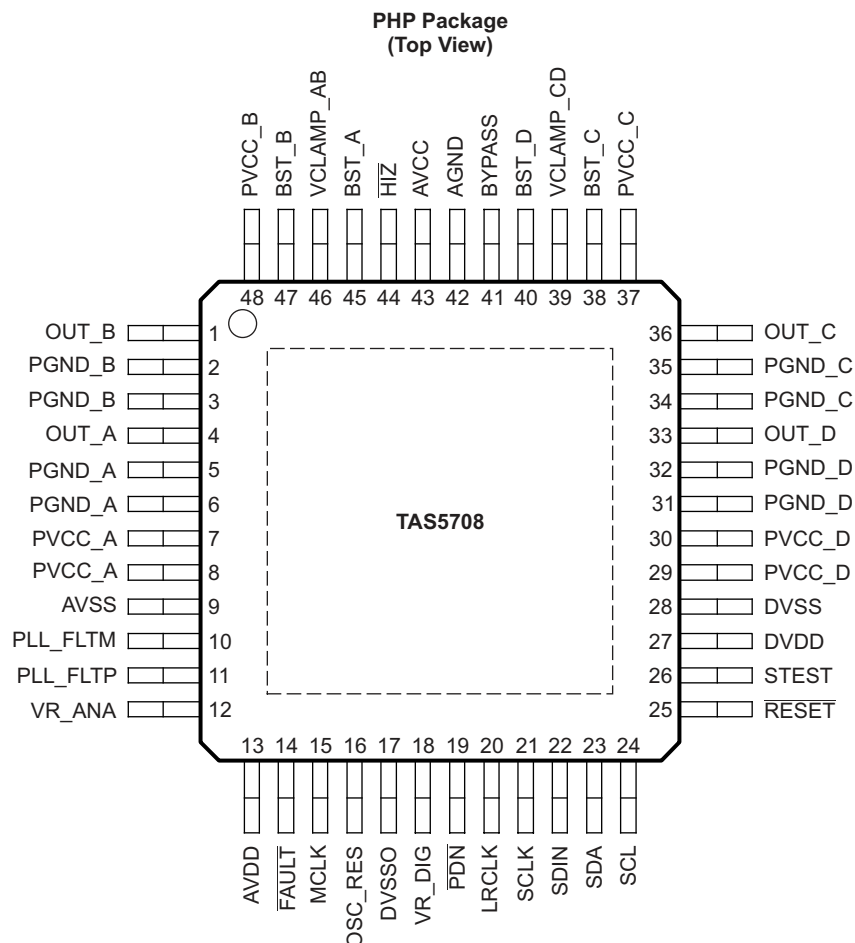 PHP Package
(Top View)
PVCC_B
BST_B
VCLAMP_AB
BST_A
HIZ
AVCC
AGND
BYPASS
BST_D
VCLAMP_CD
BST_C
PVCC_C
48 47 46 45 44 43 42 41 40 39 38 37
OUT_B 1
PGND_B 2
PGND_B 3
OUT_A 4
PGND_A 5
PGND_A 6
PVCC_A 7
PVCC_A 8
AVSS 9
PLL_FLTM 10
PLL_FLTP 11
VR_ANA 12
TAS5708
36 OUT_C
35 PGND_C
34 PGND_C
33 OUT_D
32 PGND_D
31 PGND_D
30 PVCC_D
29 PVCC_D
28 DVSS
27 DVDD
26 STEST
25 RESET
13 14 15 16 17 18 19 20 21 22 23 24
AVDD
FAULT
MCLK
OSC_RES
DVSSO
VR_DIG
PDN
LRCLK
SCLK
SDIN
SDA
SCL